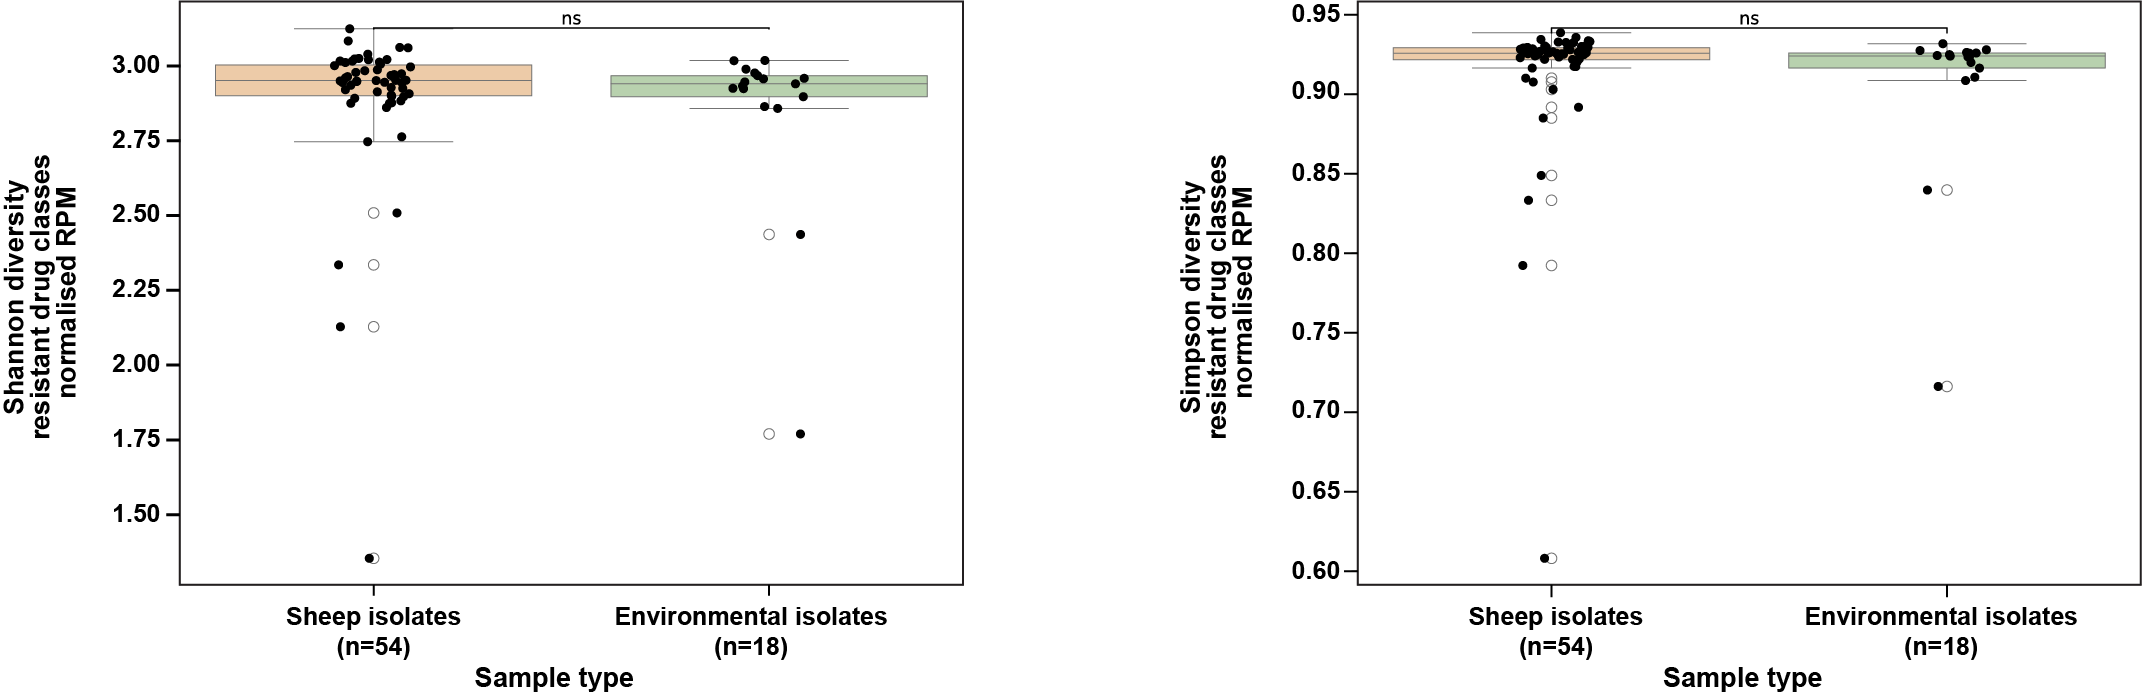 Shannon diversity
resistant drug classes
normalised RPM
3.00
2.75
2.50
2.25
2.00
1.75
1.50
ns
Sheep isolates
(n=54)
Environmental isolates
(n=18)
Sample type
Simpson diversity
resistant drug classes
normalised RPM
0.95
0.90
0.85
0.80
0.75
0.70
0.65
0.60
ns
Sheep isolates
(n=54)
Environmental isolates
(n=18)
Sample type